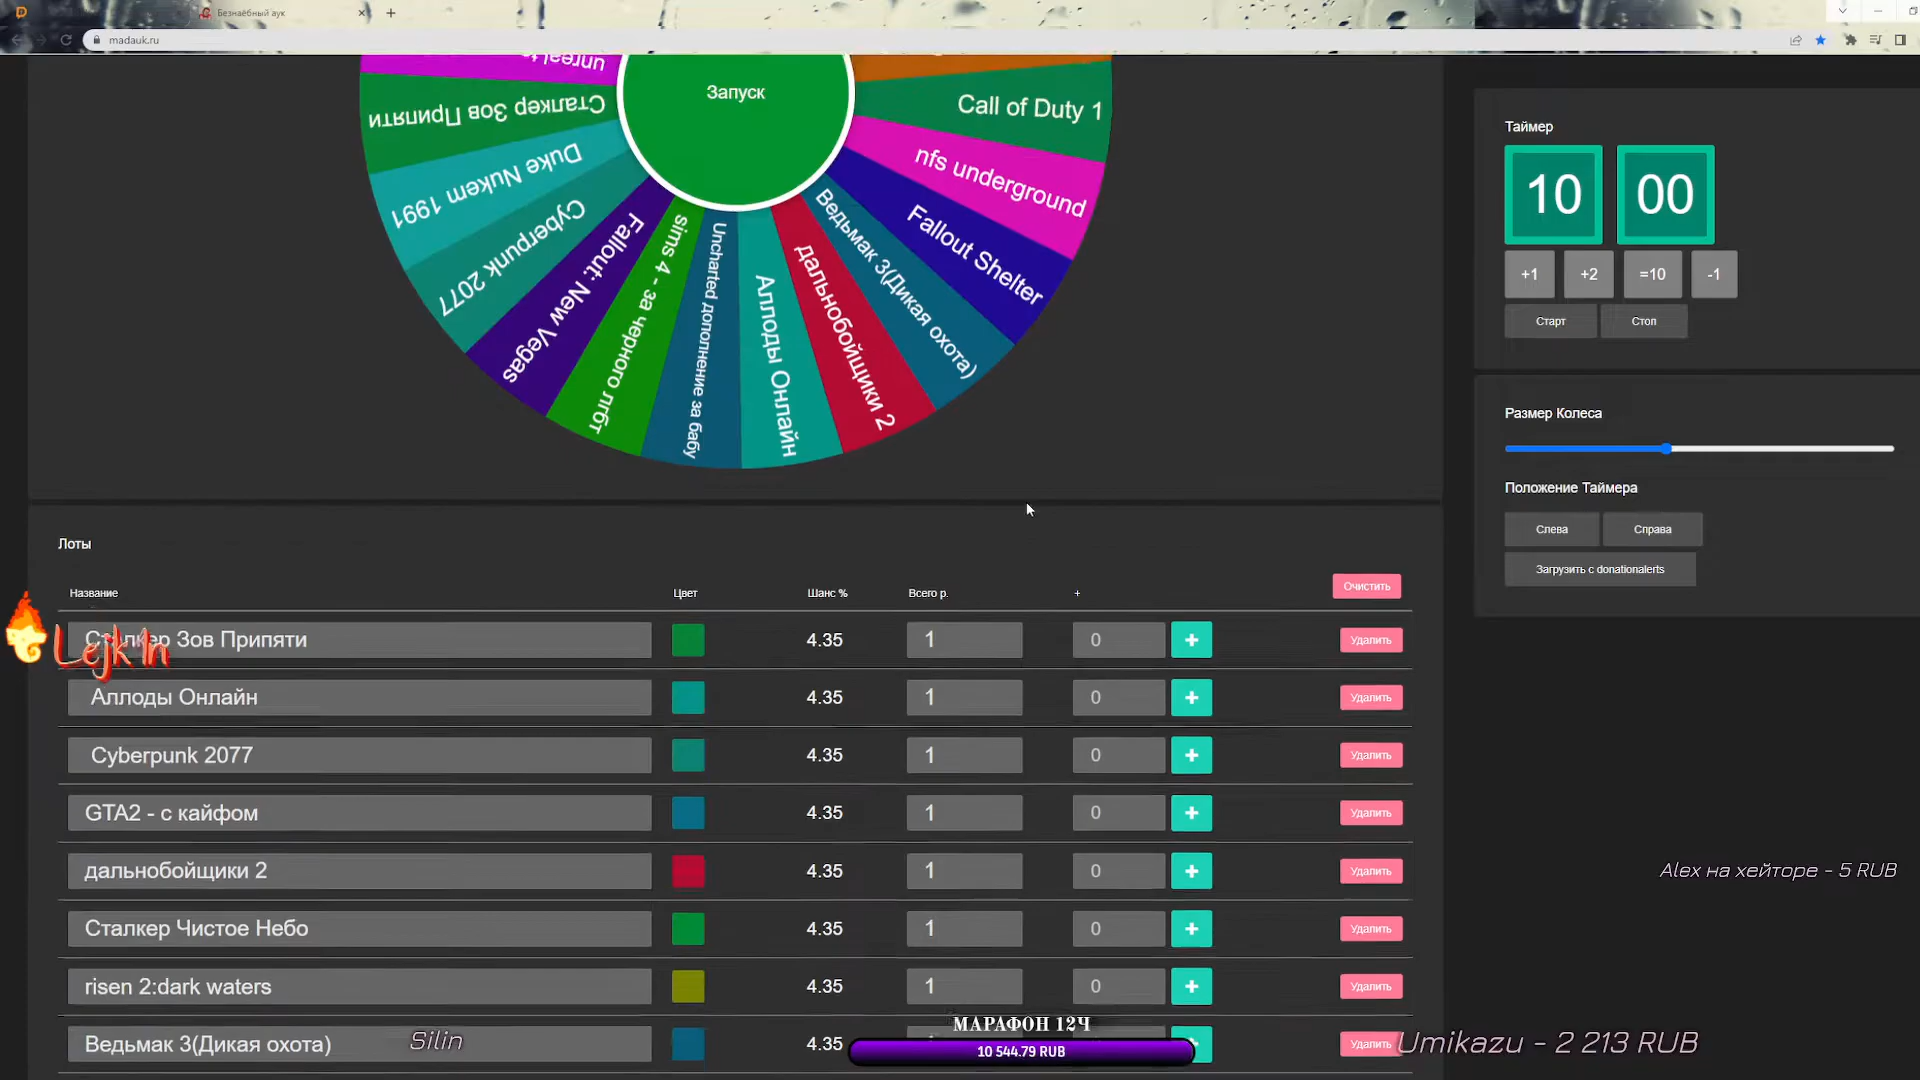 Безнаёбный аук
madauk.ru
Запуск
Сталкер Зов Припяти
Duke Nukem 1991
Cyberpunk 2077
Fallout: New Vegas
sims 4 - за черного лгбт
Uncharted дополнение за бабу
Аллоды Онлайн
дальнобойщики 2
Ведьмак 3(Дикая охота)
Fallout Shelter
nfs underground
Call of Duty 1
Таймер
10 00
+1 +2 =10 -1
Старт Стоп
Размер Колеса
Положение Таймера
Слева Справа
Загрузить с donationalerts
Лоты
Название Цвет Шанс % Всего р. + Очистить
Сталкер Зов Припяти 4.35 1 0 + Удалить
Lejk1n
Аллоды Онлайн 4.35 1 0 + Удалить
Cyberpunk 2077 4.35 1 0 + Удалить
GTA2 - с кайфом 4.35 1 0 + Удалить
дальнобойщики 2 4.35 1 0 + Удалить
Alex на хейторе - 5 RUB
Сталкер Чистое Небо 4.35 1 0 + Удалить
risen 2:dark waters 4.35 1 0 + Удалить
МАРАФОН 12Ч
Ведьмак 3(Дикая охота) Silin 4.35 Удалить Umikazu - 2 213 RUB
10 544.79 RUB